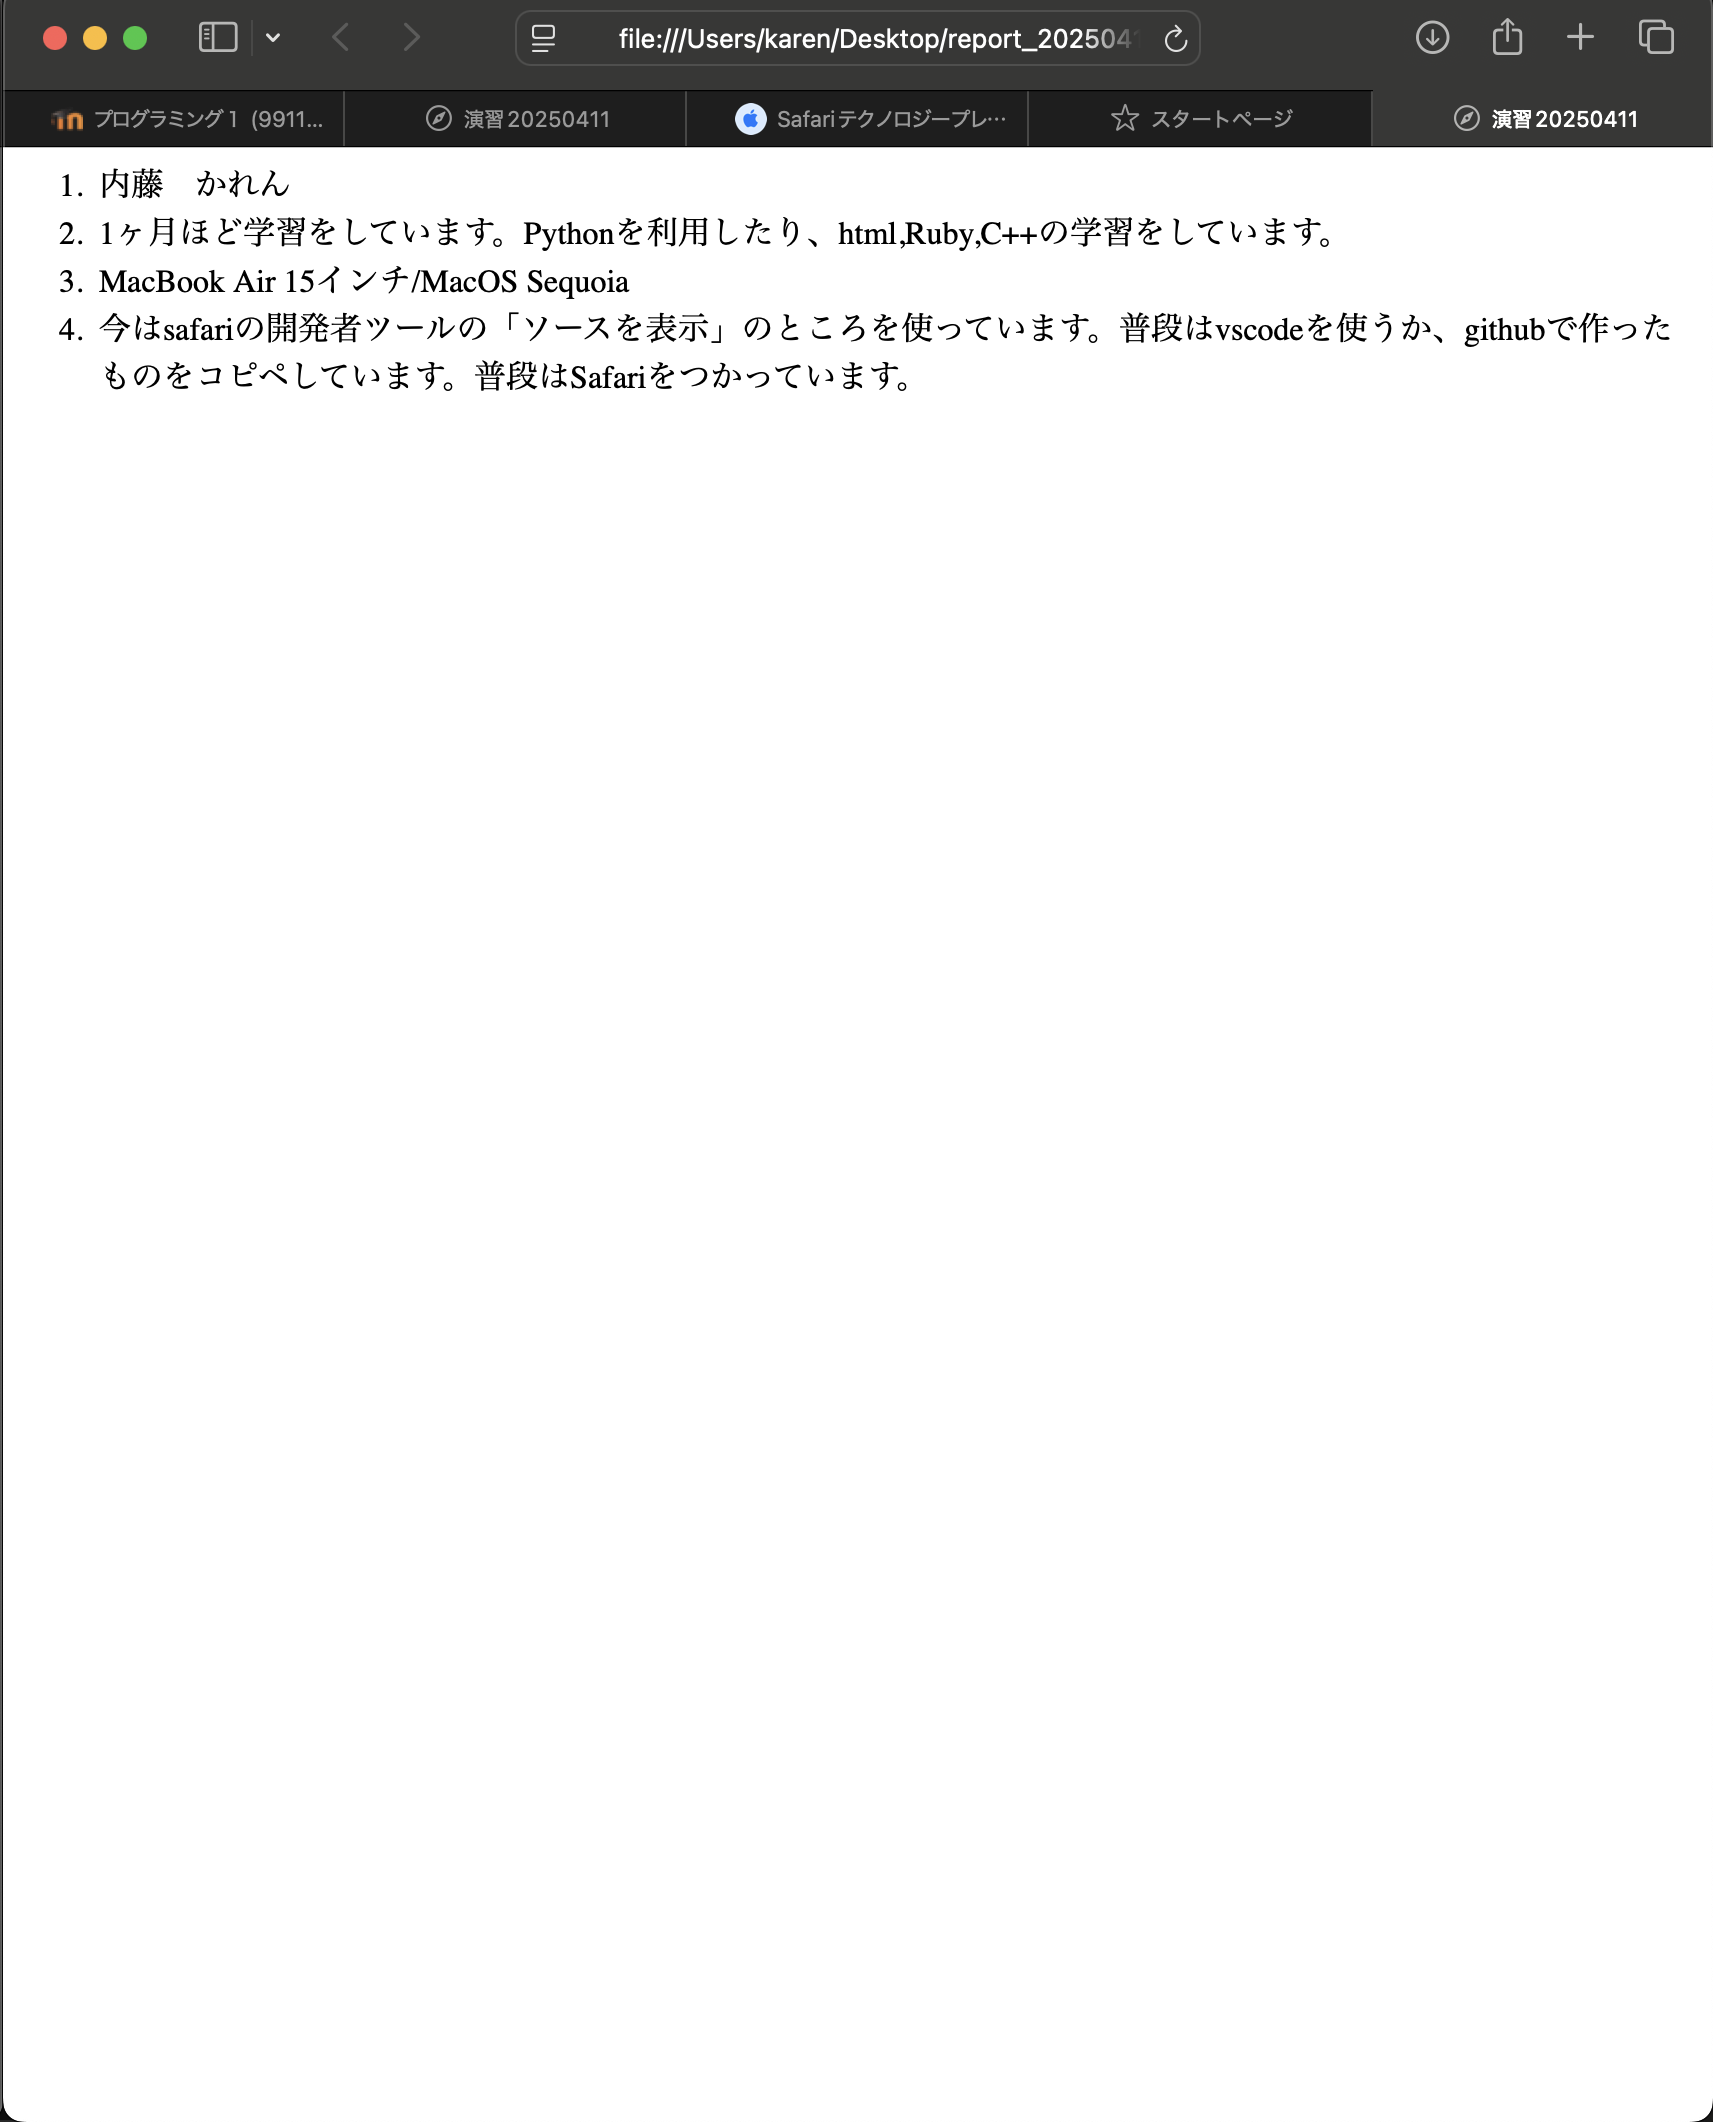 file:///Users/karen/Desktop/report_202504
プログラミング1 (9911...
演習20250411
Safariテクノロジープレ…
スタートページ
演習20250411
1. 内藤　かれん
2. 1ヶ月ほど学習をしています。Pythonを利用したり、html,Ruby,C++の学習をしています。
3. MacBook Air 15インチ/MacOS Sequoia
4. 今はsafariの開発者ツールの「ソースを表示」のところを使っています。普段はvscodeを使うか、githubで作った
ものをコピペしています。普段はSafariをつかっています。